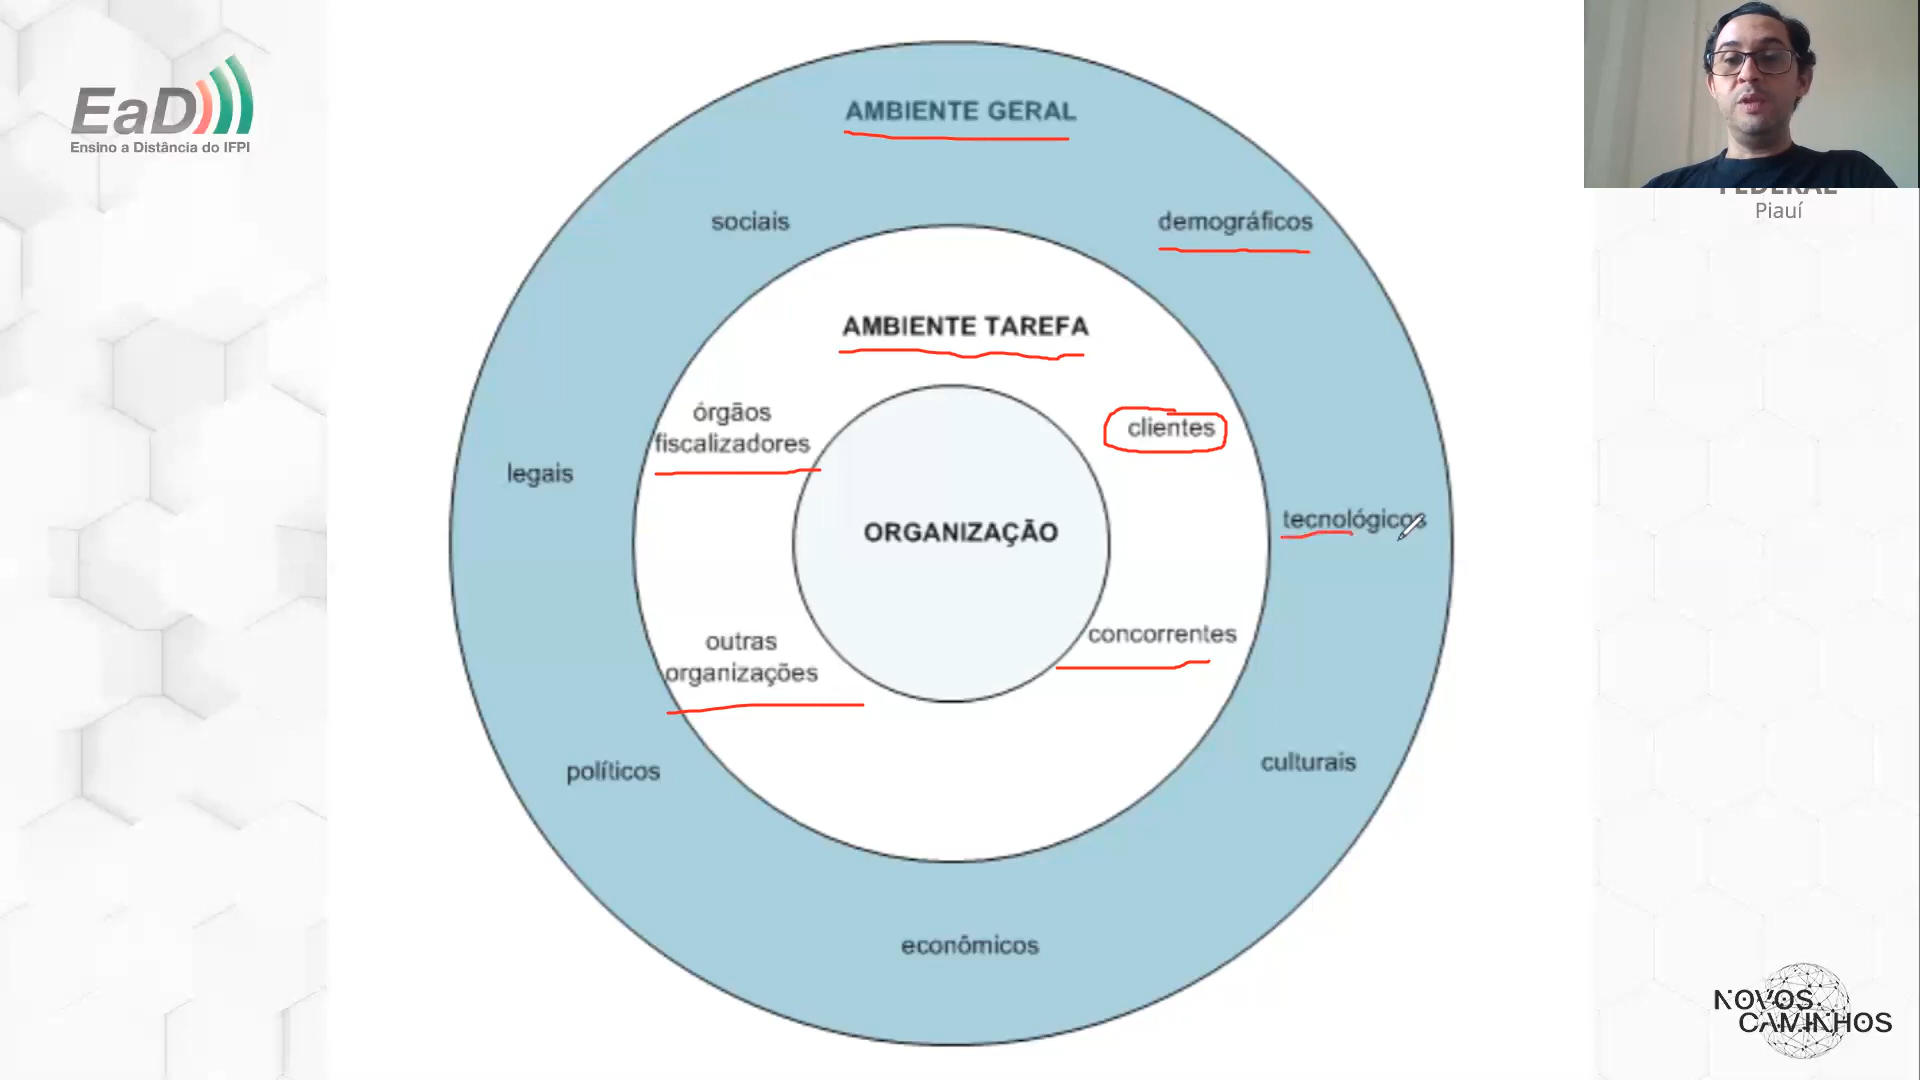 EaD
Ensino a Distância do IFPI
Piauí
AMBIENTE GERAL
sociais
demográficos
AMBIENTE TAREFA
órgãos
fiscalizadores
clientes
legais
tecnológicos
ORGANIZAÇÃO
outras
organizações
concorrentes
políticos
culturais
econômicos
NOVOS
CAMINHOS